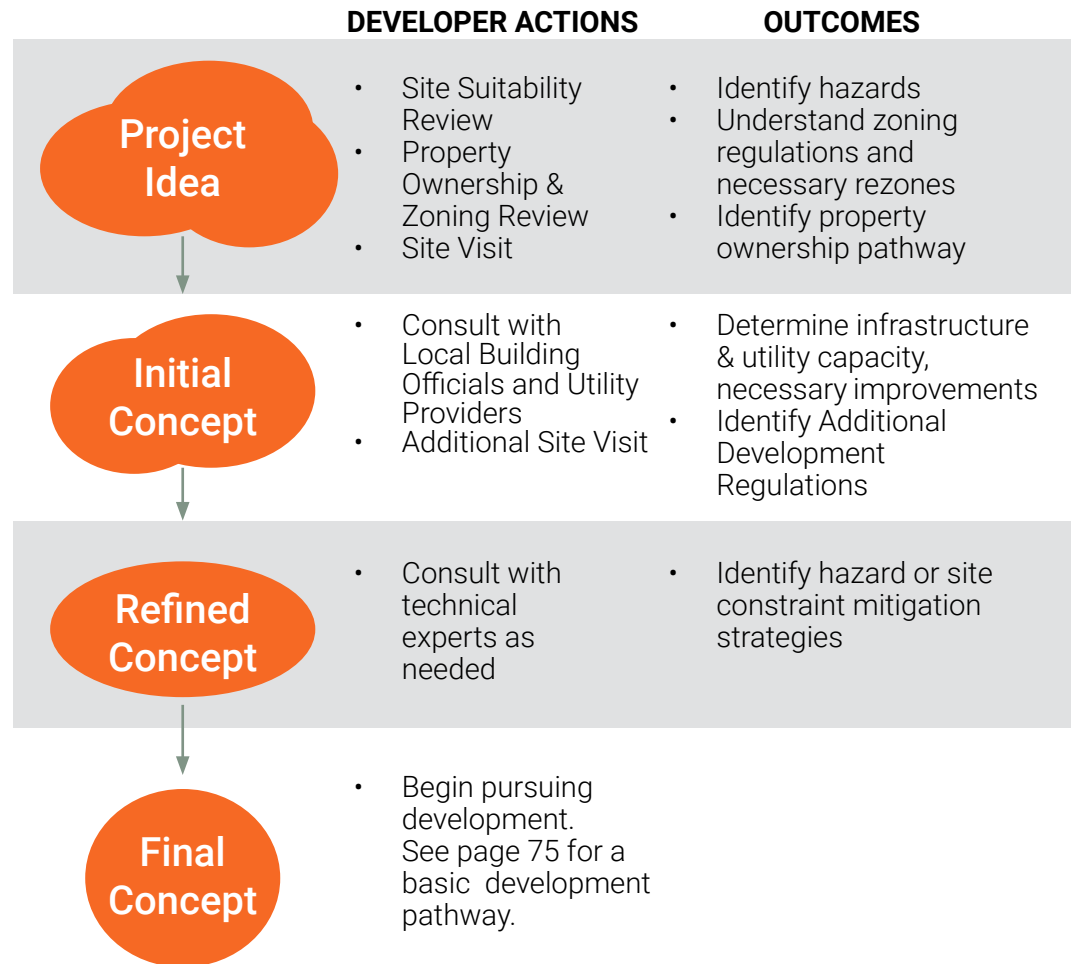 DEVELOPER ACTIONS
OUTCOMES
Project
Idea
• Site Suitability
Review
• Property
Ownership &
Zoning Review
• Site Visit
• Identify hazards
• Understand zoning
regulations and
necessary rezones
• Identify property
ownership pathway
Initial
Concept
• Consult with
Local Building
Officials and Utility
Providers
• Additional Site Visit
• Determine infrastructure
& utility capacity,
necessary improvements
• Identify Additional
Development
Regulations
Refined
Concept
• Consult with
technical
experts as
needed
• Identify hazard or site
constraint mitigation
strategies
Final
Concept
• Begin pursuing
development.
See page 75 for a
basic development
pathway.